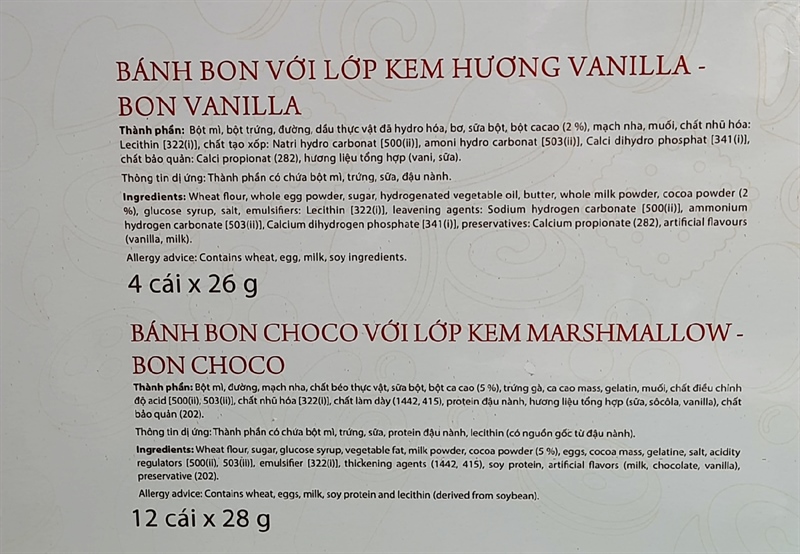 BÁNH BON VỚI LỚP KEM HƯƠNG VANILLA -
BON VANILLA
Thành phần: Bột mì, bột trứng, đường, dầu thực vật đã hydro hóa, bơ, sữa bột, bột cacao (2 %), mạch nha, muối, chất nhũ hóa:
Lecithin [322(i)], chất tạo xốp: Natri hydro carbonat [500(ii)], amoni hydro carbonat [503(ii)], Calci dihydro phosphat [341(i)],
chất bảo quản: Calci propionat (282), hương liệu tổng hợp (vani, sữa).
Thông tin dị ứng: Thành phần có chứa bột mì, trứng, sữa, đậu nành.
Ingredients: Wheat flour, whole egg powder, sugar, hydrogenated vegetable oil, butter, whole milk powder, cocoa powder (2
%), glucose syrup, salt, emulsifiers: Lecithin [322(i)], leavening agents: Sodium hydrogen carbonate [500(ii)], ammonium
hydrogen carbonate [503(ii)], Calcium dihydrogen phosphate [341(i)], preservatives: Calcium propionate (282), artificial flavours
(vanilla, milk).
Allergy advice: Contains wheat, egg, milk, soy ingredients.
4 cái x 26 g
BÁNH BON CHOCO VỚI LỚP KEM MARSHMALLOW -
BON CHOCO
Thành phần: Bột mì, đường, mạch nha, chất béo thực vật, sữa bột, bột ca cao (5 %), trứng gà, ca cao mass, gelatin, muối, chất điều chỉnh
độ acid [500(ii), 503(ii)], chất nhũ hóa [322(i)], chất làm dày (1442, 415), protein đậu nành, hương liệu tổng hợp (sữa, sôcôla, vanilla), chất
bảo quản (202).
Thông tin dị ứng: Thành phần có chứa bột mì, trứng, sữa, protein đậu nành, lecithin (có nguồn gốc từ đậu nành).
Ingredients: Wheat flour, sugar, glucose syrup, vegetable fat, milk powder, cocoa powder (5 %), eggs, cocoa mass, gelatine, salt, acidity
regulators [500(ii), 503(ii)], emulsifier [322(i)], thickening agents (1442, 415), soy protein, artificial flavors (milk, chocolate, vanilla),
preservative (202).
Allergy advice: Contains wheat, eggs, milk, soy protein and lecithin (derived from soybean).
12 cái x 28 g